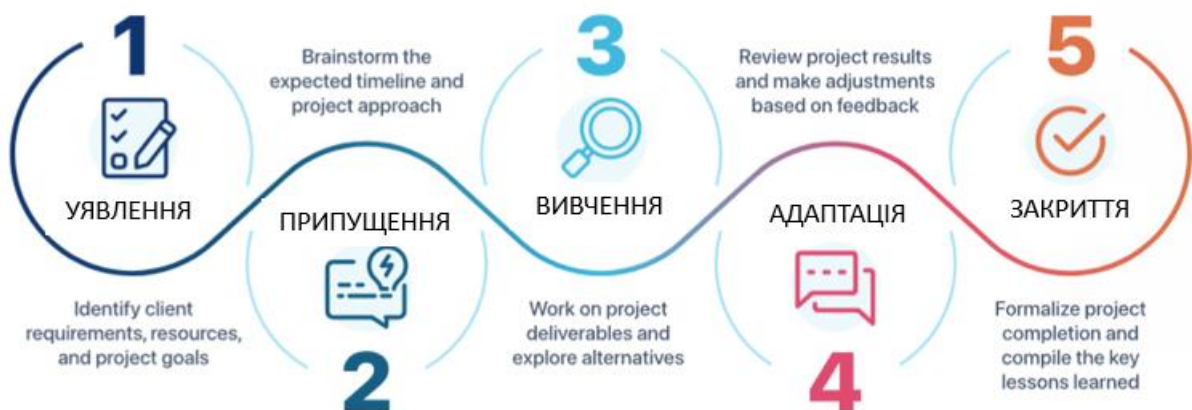 1
УЯВЛЕННЯ
Identify client
requirements, resources,
and project goals
Brainstorm the
expected timeline and
project approach
ПРИПУЩЕННЯ
2
3
ВИВЧЕННЯ
Work on project
deliverables and
explore alternatives
Review project results
and make adjustments
based on feedback
АДАПТАЦІЯ
4
5
ЗАКРИТТЯ
Formalize project
completion and
compile the key
lessons learned